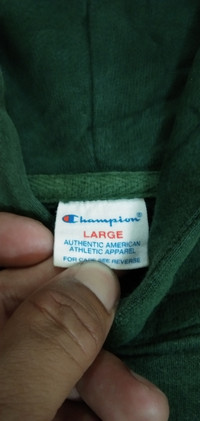 Champion®
LARGE
AUTHENTIC AMERICAN
ATHLETIC APPAREL
FOR CARE SEE REVERSE